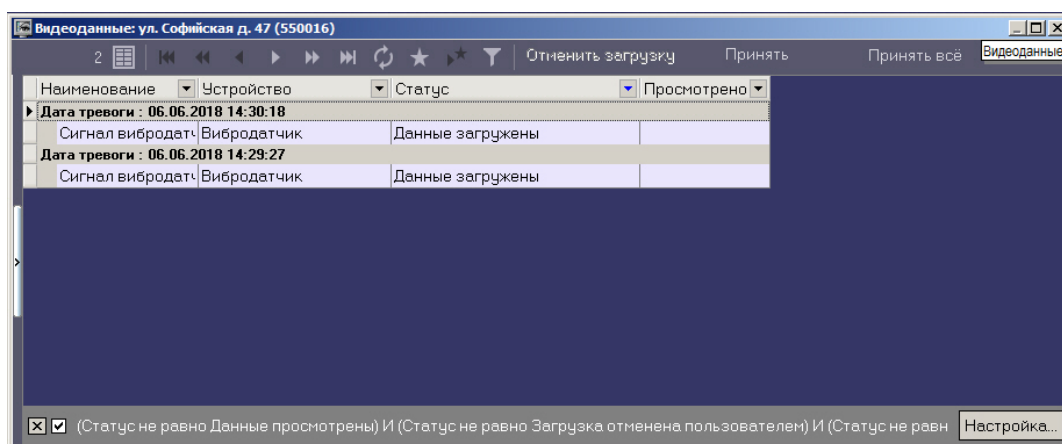 Видеоданные: ул. Софийская д. 47 (550016)
2 Отменить загрузку Принять Принять всё Видеоданные
Наименование Устройство Статус Просмотрено
Дата тревоги : 06.06.2018 14:30:18
Сигнал вибродатч Вибродатчик Данные загружены
Дата тревоги : 06.06.2018 14:29:27
Сигнал вибродатч Вибродатчик Данные загружены
(Статус не равно Данные просмотрены) И (Статус не равно Загрузка отменена пользователем) И (Статус не равн Настройка...